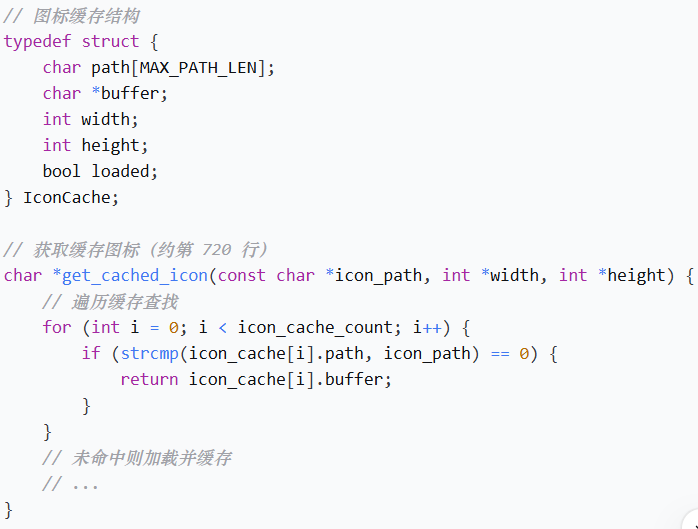 // 图标缓存结构
typedef struct {
    char path[MAX_PATH_LEN];
    char *buffer;
    int width;
    int height;
    bool loaded;
} IconCache;

// 获取缓存图标 (约第 720 行)
char *get_cached_icon(const char *icon_path, int *width, int *height) {
    // 遍历缓存查找
    for (int i = 0; i < icon_cache_count; i++) {
        if (strcmp(icon_cache[i].path, icon_path) == 0) {
            return icon_cache[i].buffer;
        }
    }
    // 未命中则加载并缓存
    // ...
}